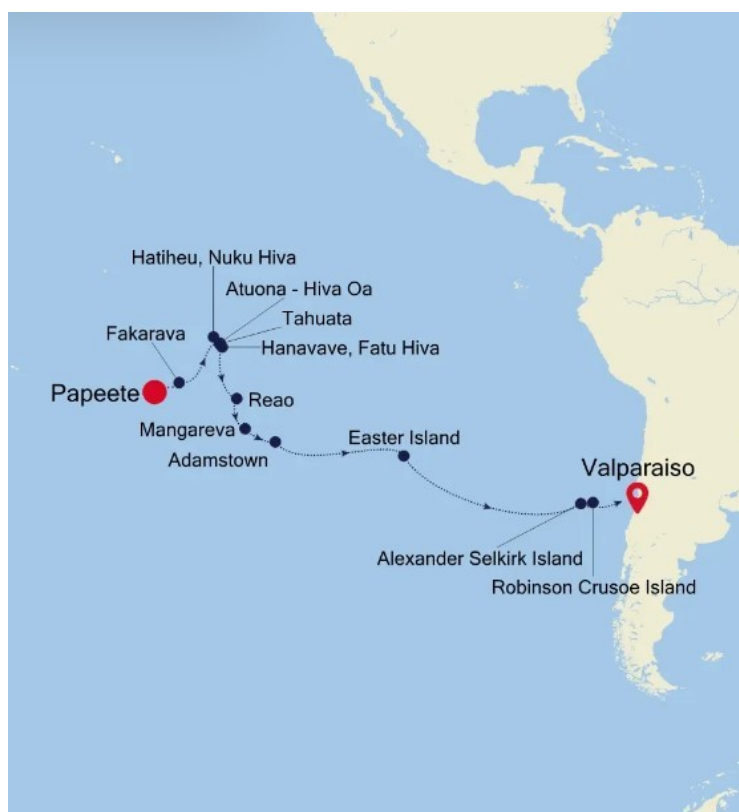 Hatiheu, Nuku Hiva
Atuona - Hiva Oa
Tahuata
Fakarava
Hanavave, Fatu Hiva
Papeete
Reao
Mangareva
Easter Island
Adamstown
Valparaiso
Alexander Selkirk Island
Robinson Crusoe Island